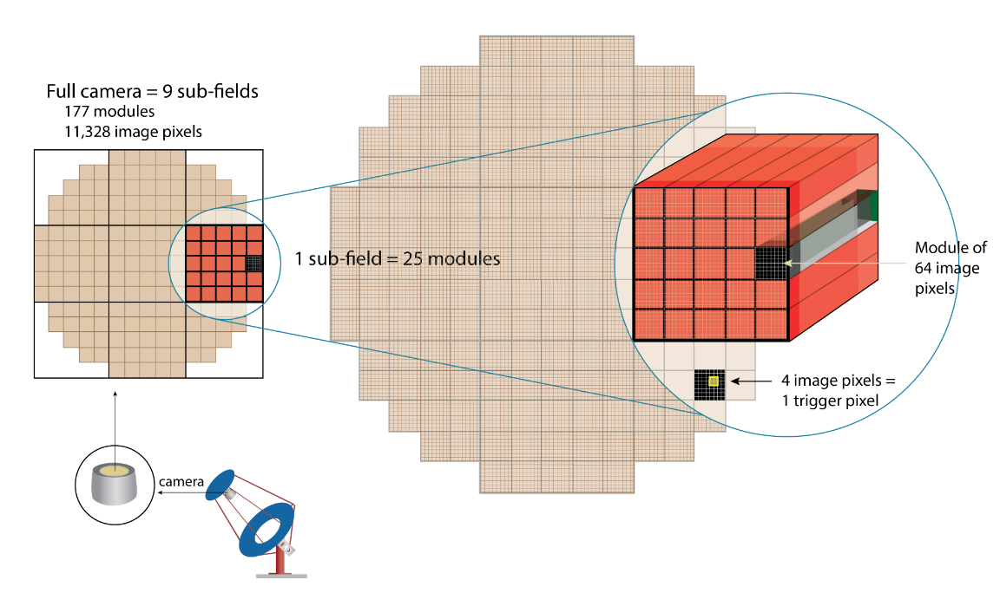 Full camera = 9 sub-fields
177 modules
11,328 image pixels
1 sub-field = 25 modules
Module of
64 image
pixels
4 image pixels =
1 trigger pixel
camera